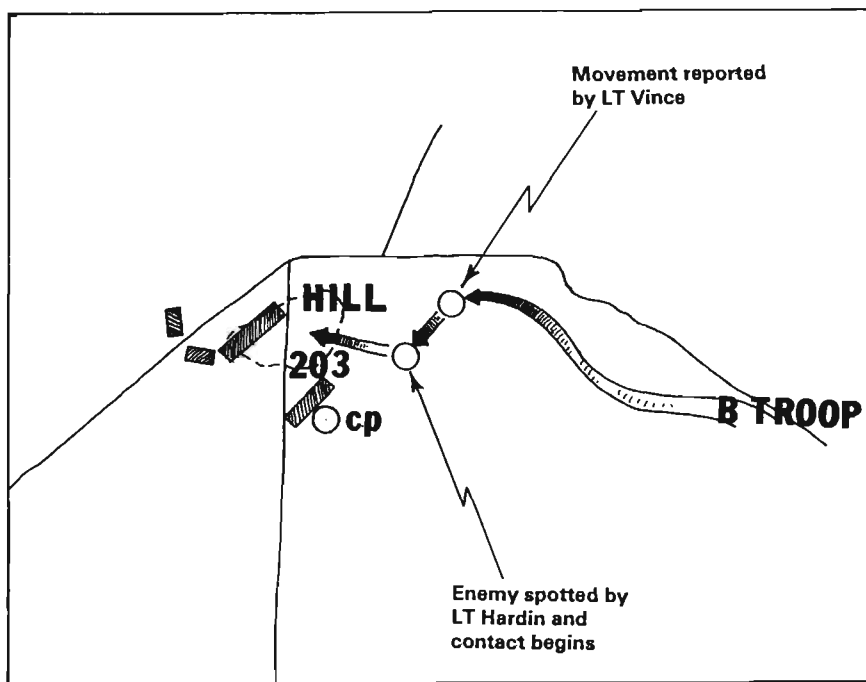 Movement reported
by LT Vince
HILL
203
cp
B TROOP
Enemy spotted by
LT Hardin and
contact begins